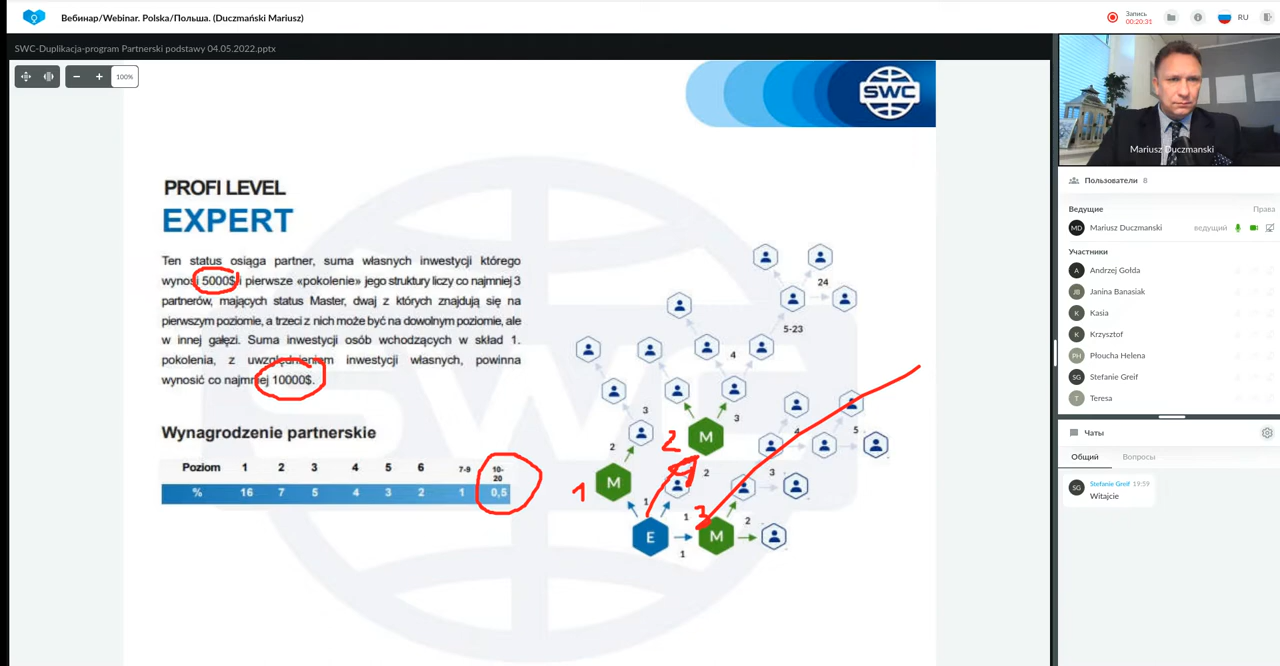 Вебинар/Webinar. Polska/Польша. (Duczmański Mariusz)
Запись
00:20:31
RU
SWC-Duplikacja-program Partnerski podstawy 04.05.2022.pptx
100%
SWC
Mariusz Duczmanski
PROFI LEVEL
EXPERT
Ten status osiąga partner, suma własnych inwestycji którego
wynosi 5000$ i pierwsze «pokolenie» jego struktury liczy co najmniej 3
partnerów, mających status Master, dwaj z których znajdują się na
pierwszym poziomie, a trzeci z nich może być na dowolnym poziomie, ale
w innej gałęzi. Suma inwestycji osób wchodzących w skład 1.
pokolenia, z uwzględnieniem inwestycji własnych, powinna
wynosić co najmniej 10000$.
Wynagrodzenie partnerskie
Poziom 1 2 3 4 5 6 7-9 10-20
% 16 7 5 4 3 2 1 0,5
24
5-23
4
3
3
2
2 M
4
5
1 M
2
3
1
1
3
2
E
M
1
Пользователи 8
Ведущие Права
MD Mariusz Duczmanski ведущий
Участники
A Andrzej Gołda
JB Janina Banasiak
K Kasia
K Krzysztof
PH Płoucha Helena
SG Stefanie Greif
T Teresa
Чаты
Общий Вопросы
SG Stefanie Greif 19:59
Witajcie